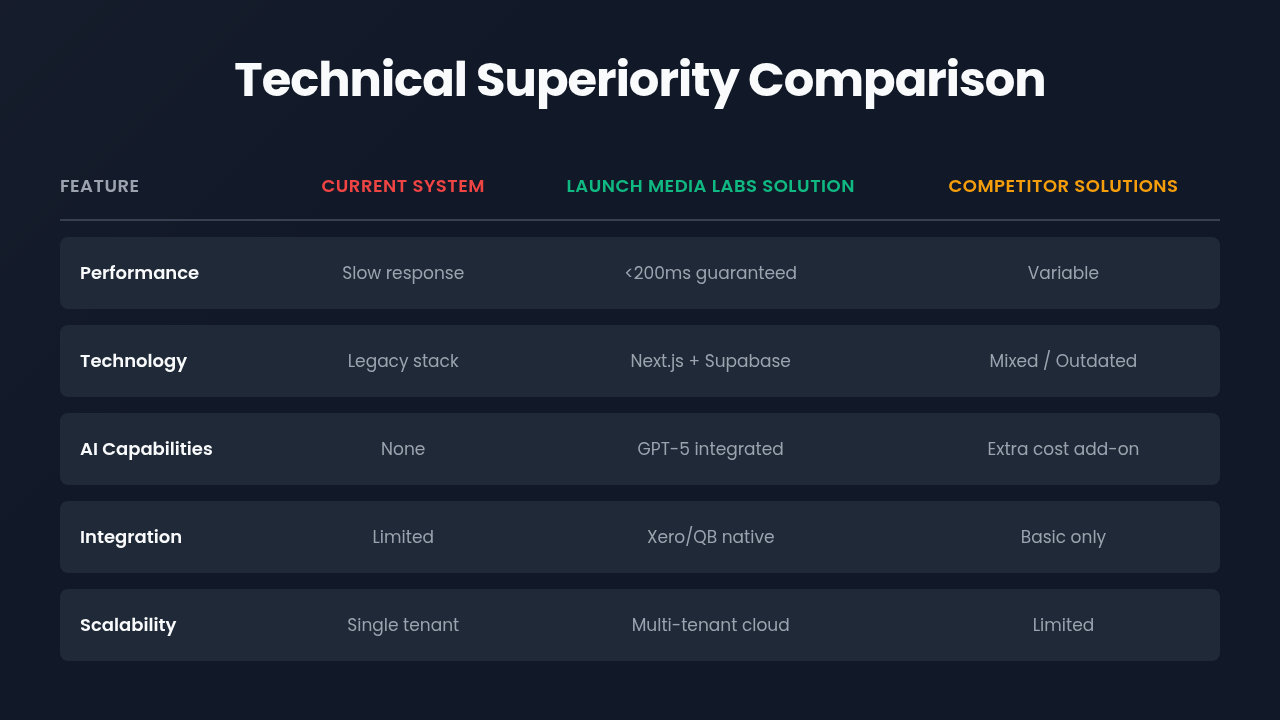 Technical Superiority Comparison
FEATURE CURRENT SYSTEM LAUNCH MEDIA LABS SOLUTION COMPETITOR SOLUTIONS
Performance Slow response <200ms guaranteed Variable
Technology Legacy stack Next.js + Supabase Mixed / Outdated
AI Capabilities None GPT-5 integrated Extra cost add-on
Integration Limited Xero/QB native Basic only
Scalability Single tenant Multi-tenant cloud Limited